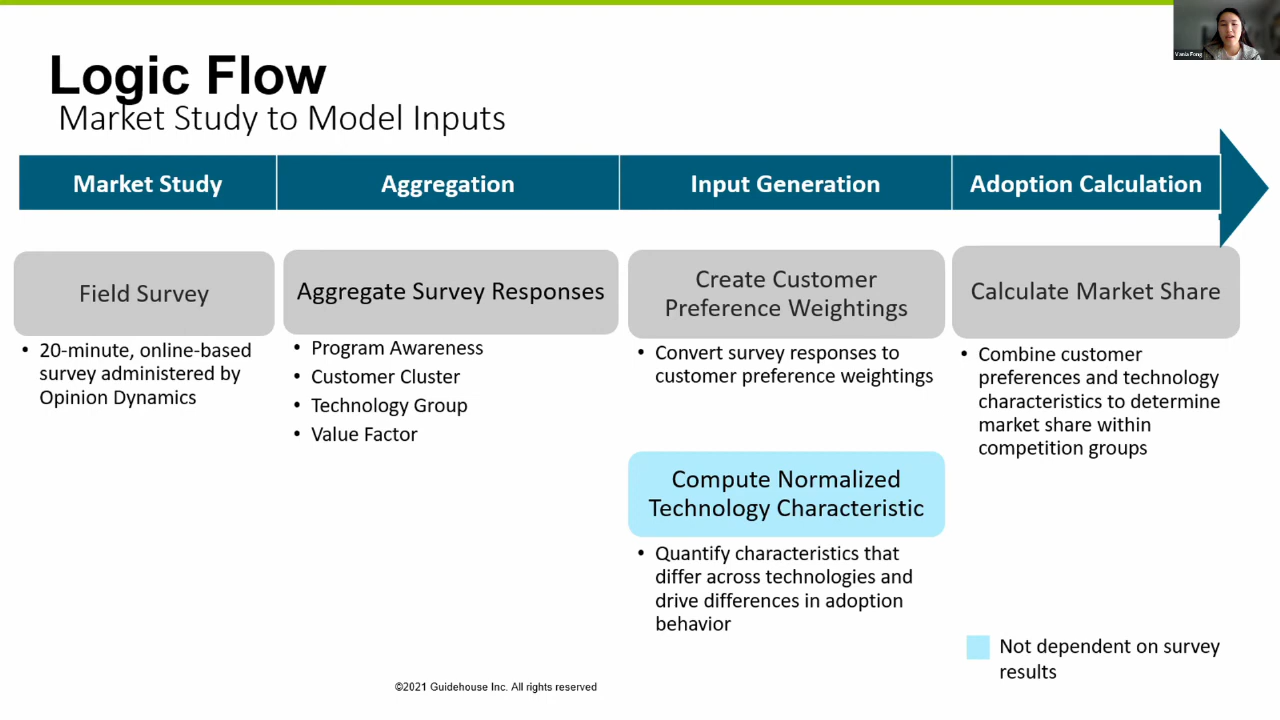 Vania Fong
Logic Flow
Market Study to Model Inputs
Market Study
Aggregation
Input Generation
Adoption Calculation
Field Survey
• 20-minute, online-based
survey administered by
Opinion Dynamics
Aggregate Survey Responses
• Program Awareness
• Customer Cluster
• Technology Group
• Value Factor
Create Customer
Preference Weightings
• Convert survey responses to
customer preference weightings
Compute Normalized
Technology Characteristic
• Quantify characteristics that
differ across technologies and
drive differences in adoption
behavior
Calculate Market Share
• Combine customer
preferences and technology
characteristics to determine
market share within
competition groups
Not dependent on survey
results
©2021 Guidehouse Inc. All rights reserved